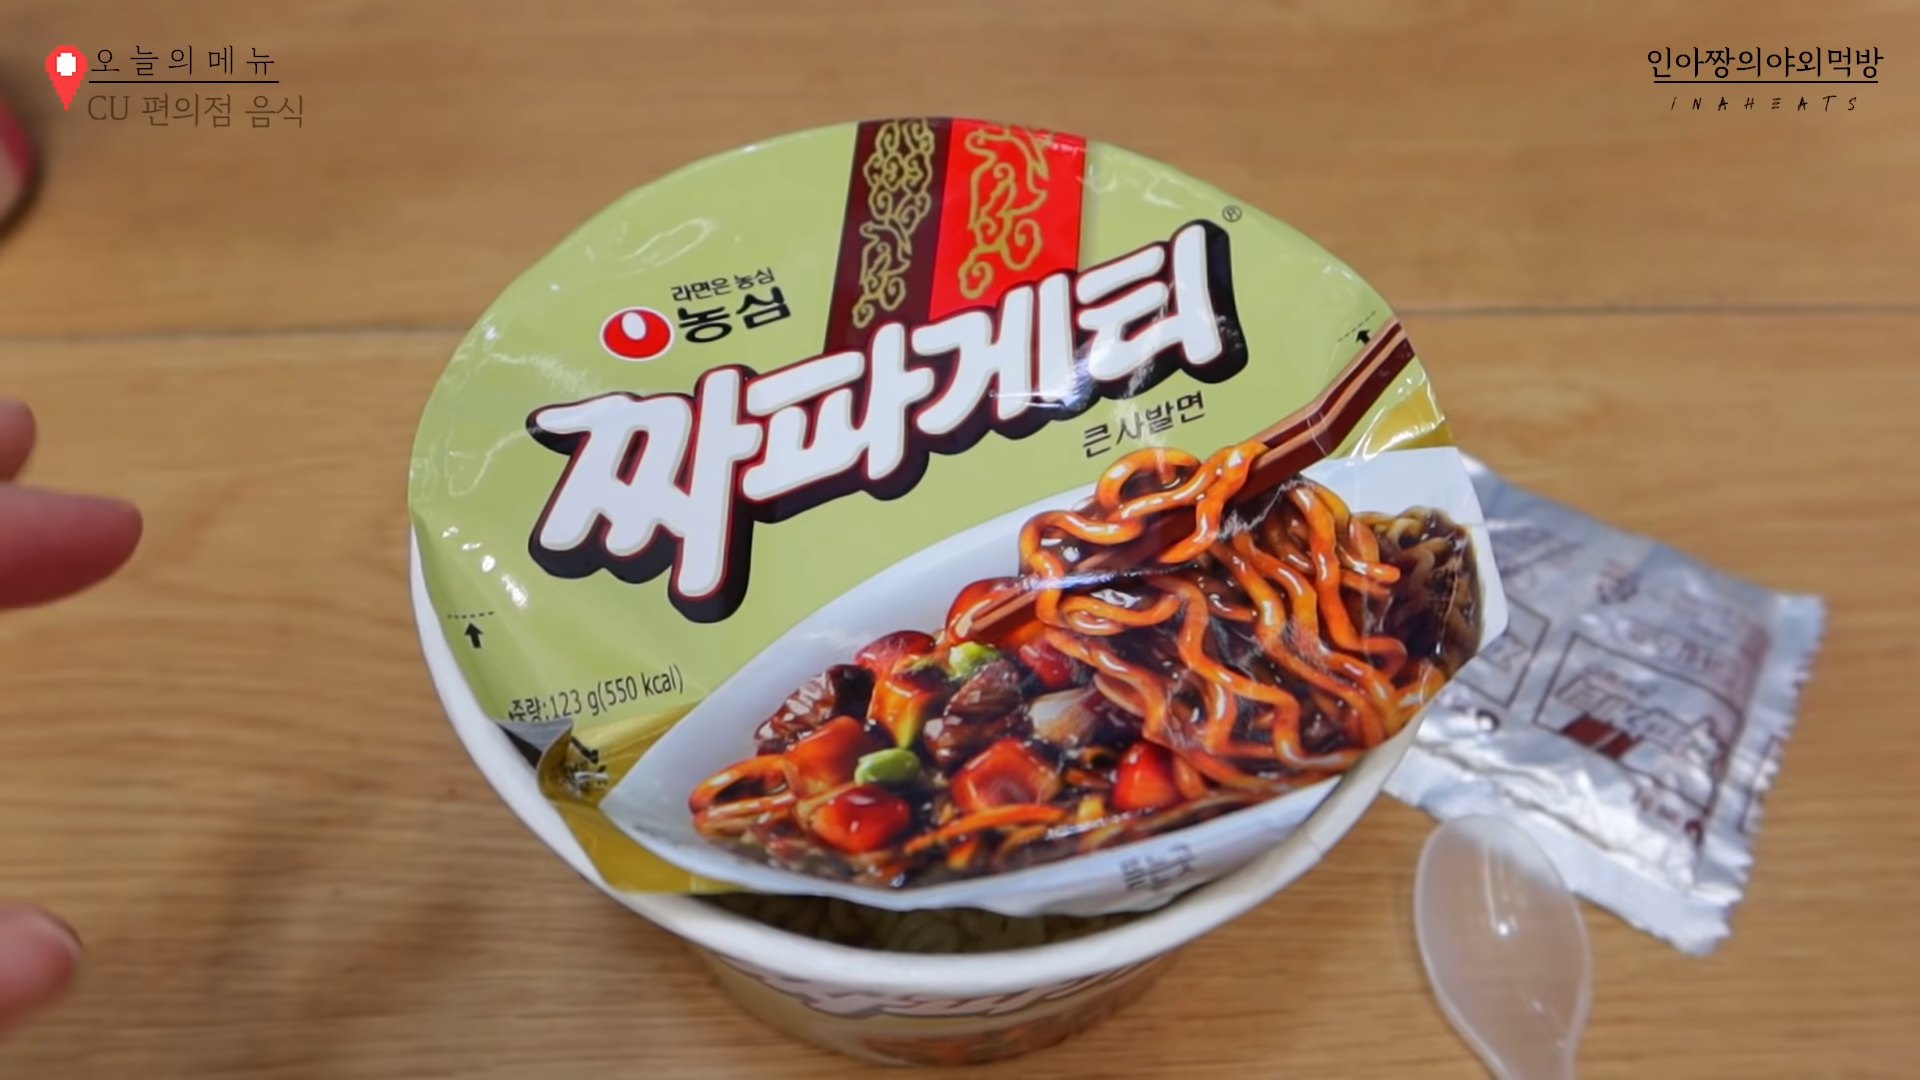 오늘의메뉴
CU 편의점 음식
인아짱의야외먹방
iNAHEATS
라면은 농심
농심
짜파게티
®
큰사발면
중량:123 g(550 kcal)